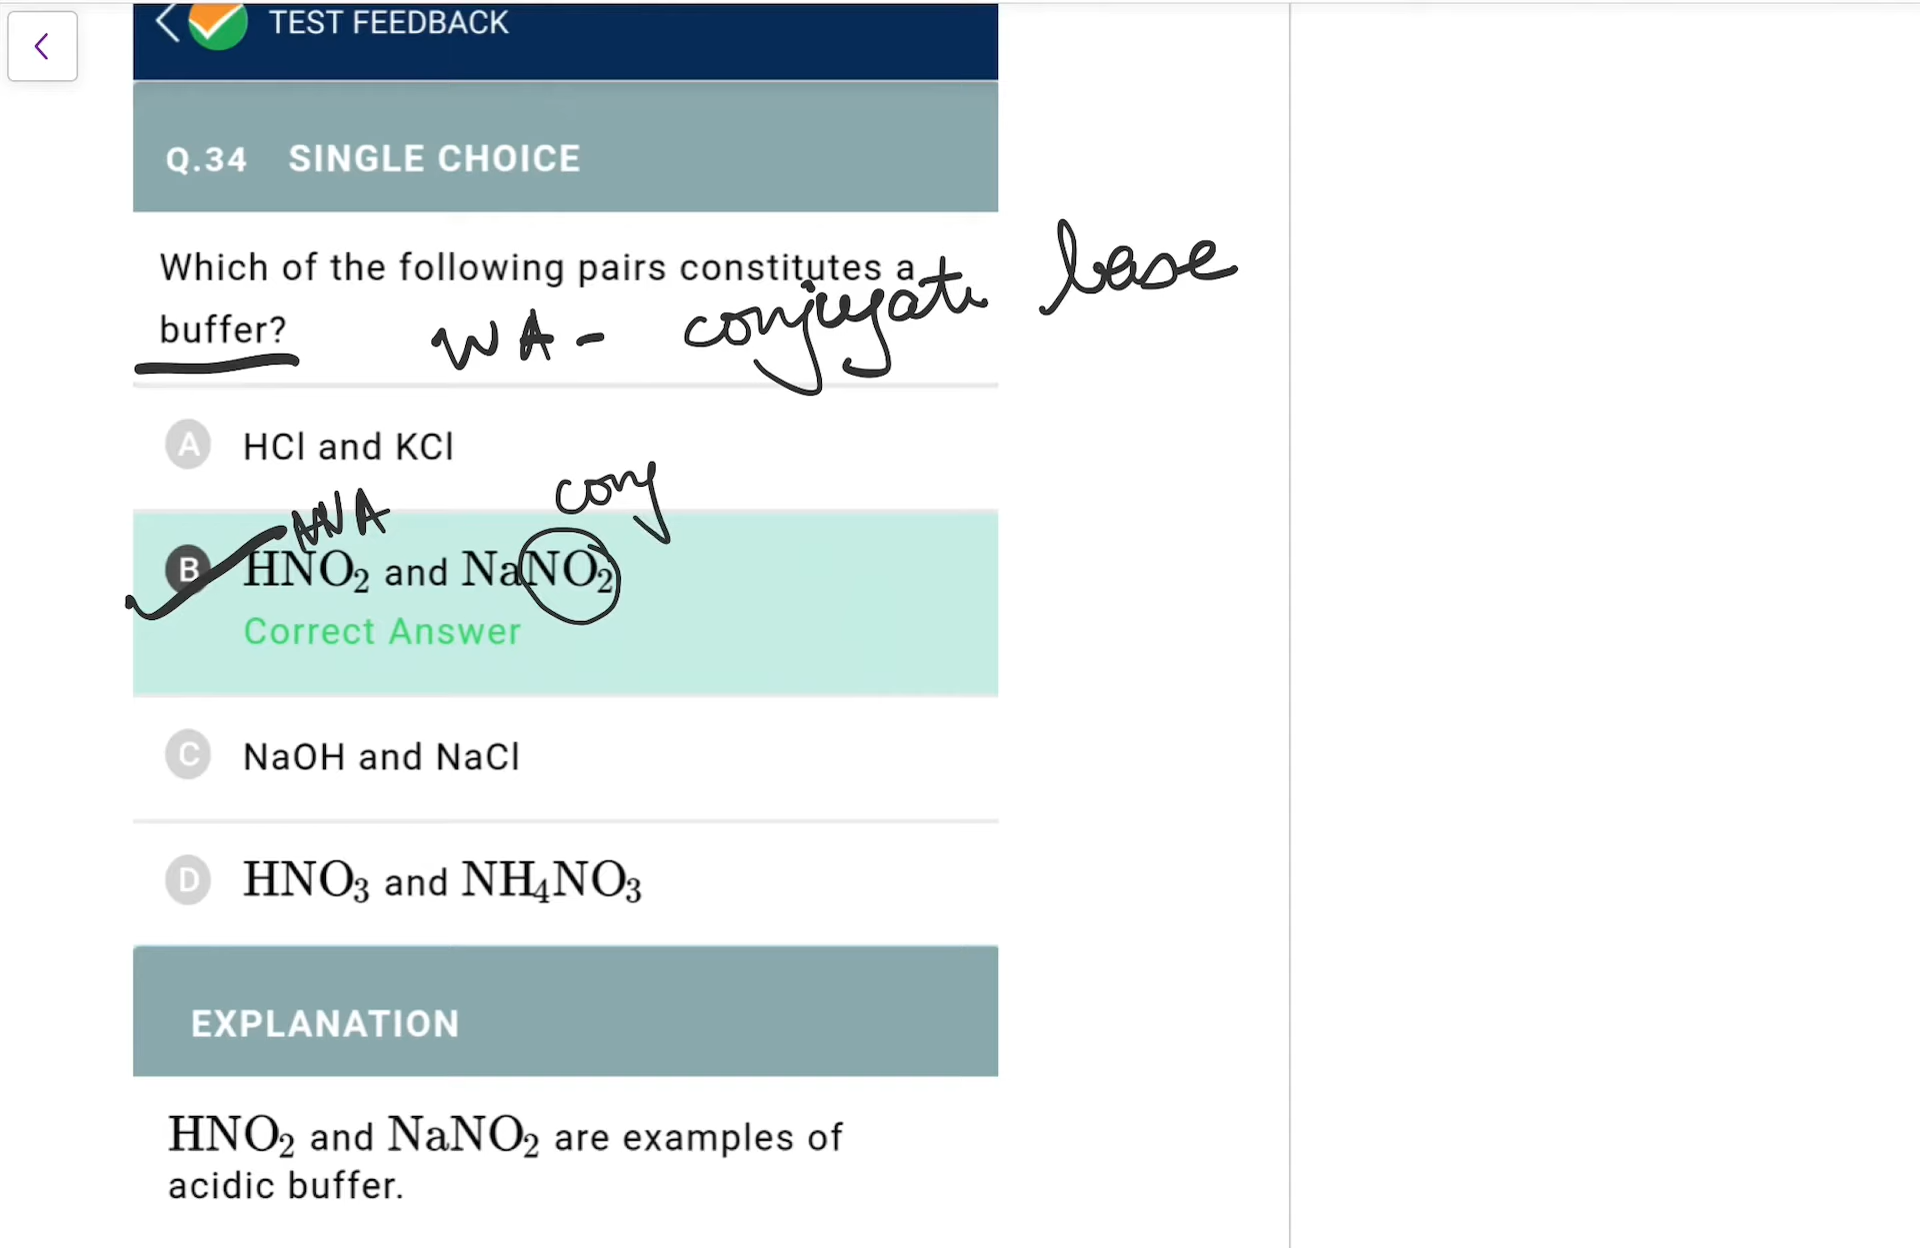 TEST FEEDBACK
Q.34 SINGLE CHOICE
Which of the following pairs constitutes a
buffer?
WA - conjugate base
A HCl and KCl
WA conj
B HNO₂ and NaNO₂
Correct Answer
C NaOH and NaCl
D HNO₃ and NH₄NO₃
EXPLANATION
HNO₂ and NaNO₂ are examples of
acidic buffer.